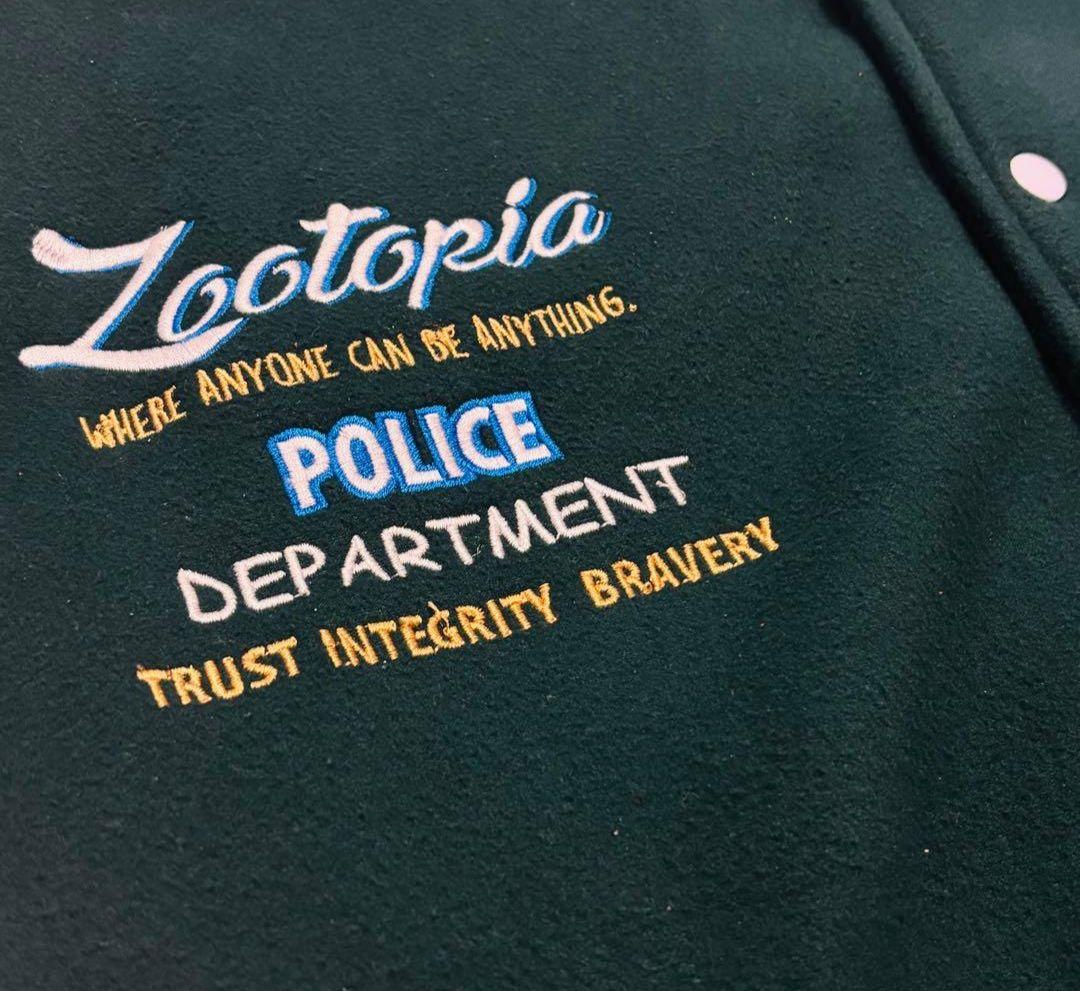 Zootopia
WHERE ANYONE CAN BE ANYTHING.
POLICE
DEPARTMENT
TRUST INTEGRITY BRAVERY